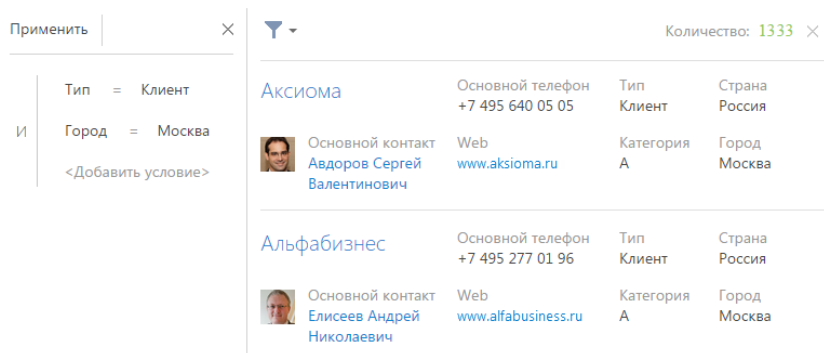 Применить
Тип = Клиент
И Город = Москва
<Добавить условие>
Количество: 1333
Аксиома
Основной телефон Тип Страна
+7 495 640 05 05 Клиент Россия
Основной контакт Web Категория Город
Авдоров Сергей www.aksioma.ru А Москва
Валентинович
Альфабизнес
Основной телефон Тип Страна
+7 495 277 01 96 Клиент Россия
Основной контакт Web Категория Город
Елисеев Андрей www.alfabusiness.ru А Москва
Николаевич